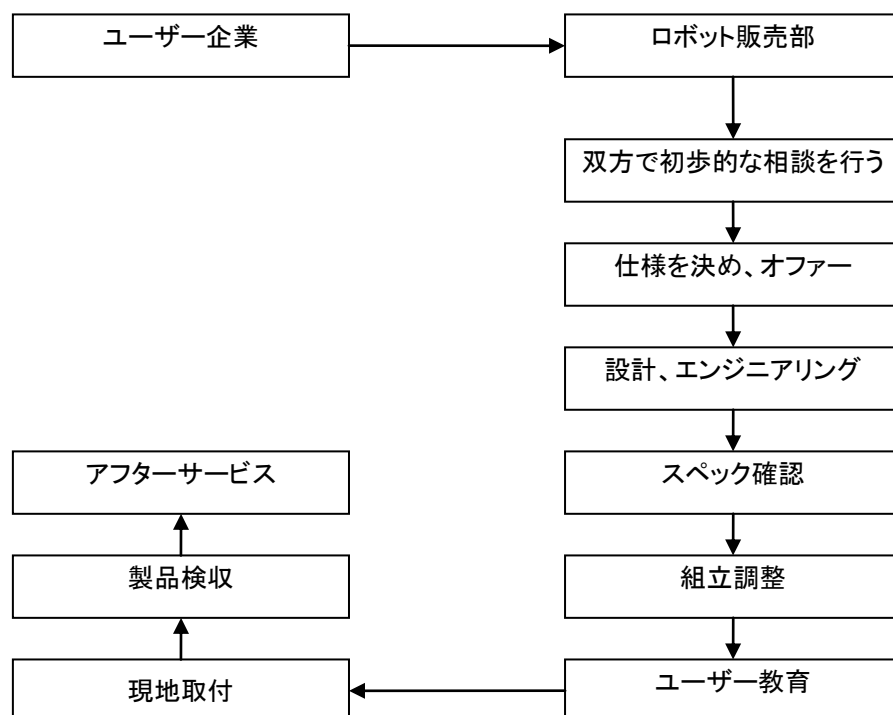 ユーザー企業
ロボット販売部
双方で初歩的な相談を行う
仕様を決め、オファー
設計、エンジニアリング
スペック確認
組立調整
ユーザー教育
現地取付
製品検収
アフターサービス